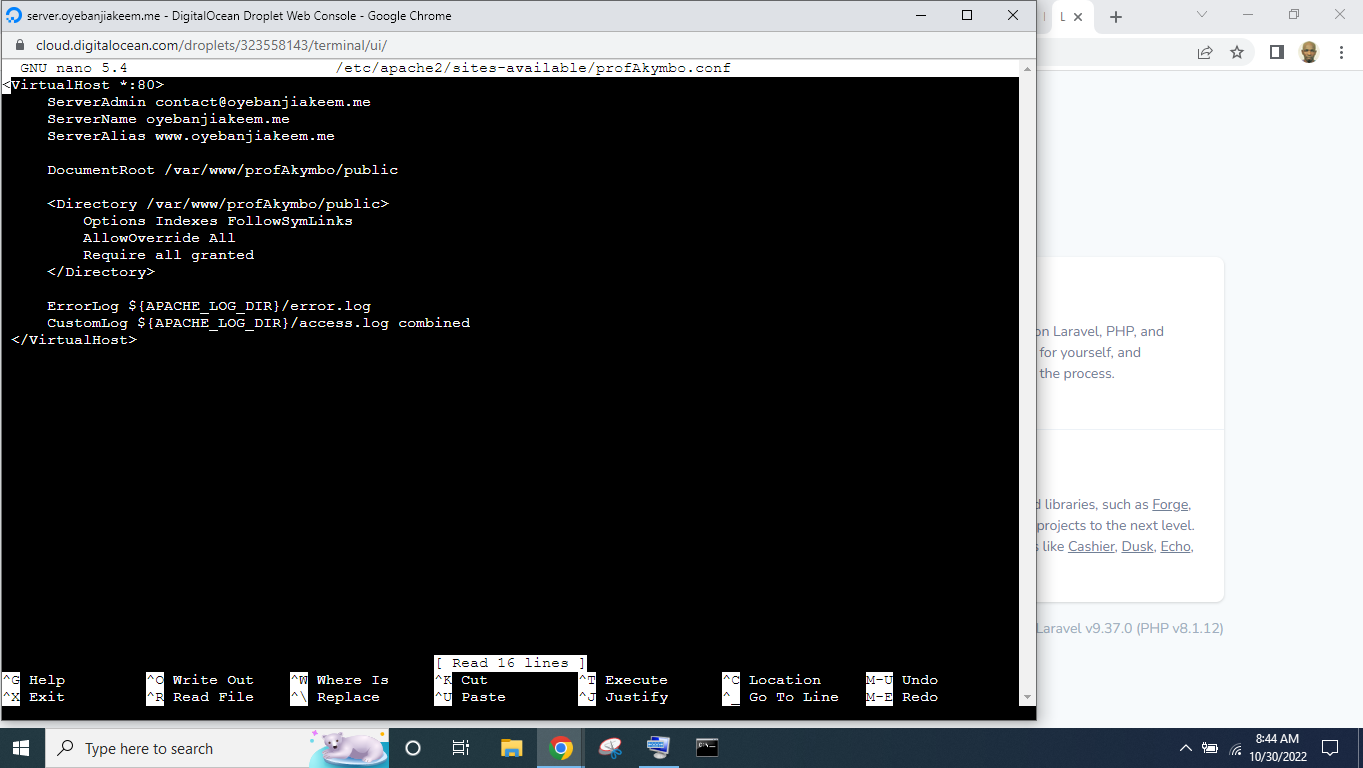 server.oyebanjiakeem.me - DigitalOcean Droplet Web Console - Google Chrome
cloud.digitalocean.com/droplets/323558143/terminal/ui/
GNU nano 5.4 /etc/apache2/sites-available/profAkymbo.conf
<VirtualHost *:80>
ServerAdmin contact@oyebanjiakeem.me
ServerName oyebanjiakeem.me
ServerAlias www.oyebanjiakeem.me
DocumentRoot /var/www/profAkymbo/public
<Directory /var/www/profAkymbo/public>
Options Indexes FollowSymLinks
AllowOverride All
Require all granted
</Directory>
ErrorLog ${APACHE_LOG_DIR}/error.log
CustomLog ${APACHE_LOG_DIR}/access.log combined
</VirtualHost>
[ Read 16 lines ]
^G Help ^O Write Out ^W Where Is ^K Cut ^T Execute ^C Location M-U Undo
^X Exit ^R Read File ^\ Replace ^U Paste ^J Justify ^_ Go To Line M-E Redo
L
on Laravel, PHP, and
for yourself, and
the process.
d libraries, such as Forge,
projects to the next level.
s like Cashier, Dusk, Echo,
Laravel v9.37.0 (PHP v8.1.12)
Type here to search
8:44 AM
10/30/2022